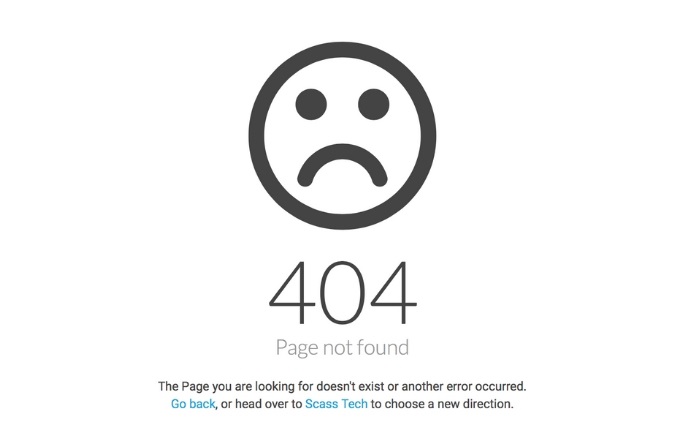 404
Page not found
The Page you are looking for doesn't exist or another error occurred.
Go back, or head over to Scass Tech to choose a new direction.